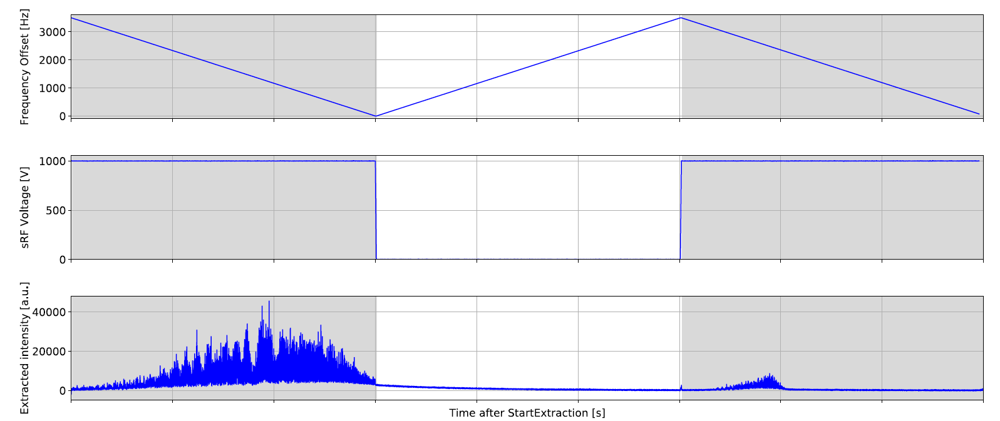 Frequency Offset [Hz]
3000
2000
1000
0
sRF Voltage [V]
1000
500
0
Extracted intensity [a.u.]
40000
20000
0
Time after StartExtraction [s]